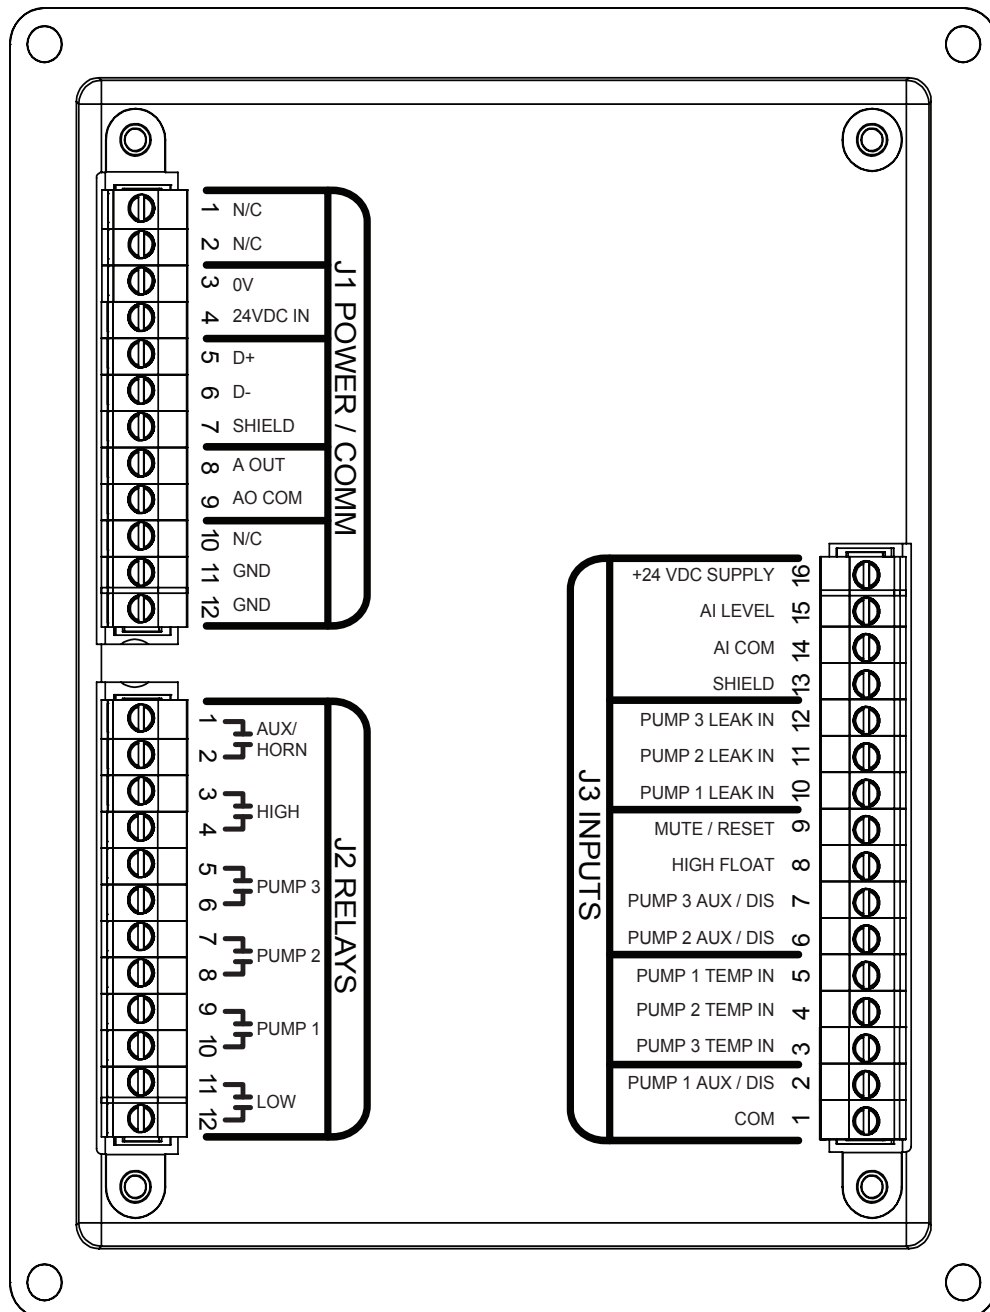 J1 POWER / COMM
1 N/C
2 N/C
3 0V
4 24VDC IN
5 D+
6 D-
7 SHIELD
8 A OUT
9 AO COM
10 N/C
11 GND
12 GND
J2 RELAYS
1
2
AUX/
HORN
3
4
HIGH
5
6
PUMP 3
7
8
PUMP 2
9
10
PUMP 1
11
12
LOW
J3 INPUTS
+24 VDC SUPPLY 16
AI LEVEL 15
AI COM 14
SHIELD 13
PUMP 3 LEAK IN 12
PUMP 2 LEAK IN 11
PUMP 1 LEAK IN 10
MUTE / RESET 9
HIGH FLOAT 8
PUMP 3 AUX / DIS 7
PUMP 2 AUX / DIS 6
PUMP 1 TEMP IN 5
PUMP 2 TEMP IN 4
PUMP 3 TEMP IN 3
PUMP 1 AUX / DIS 2
COM 1